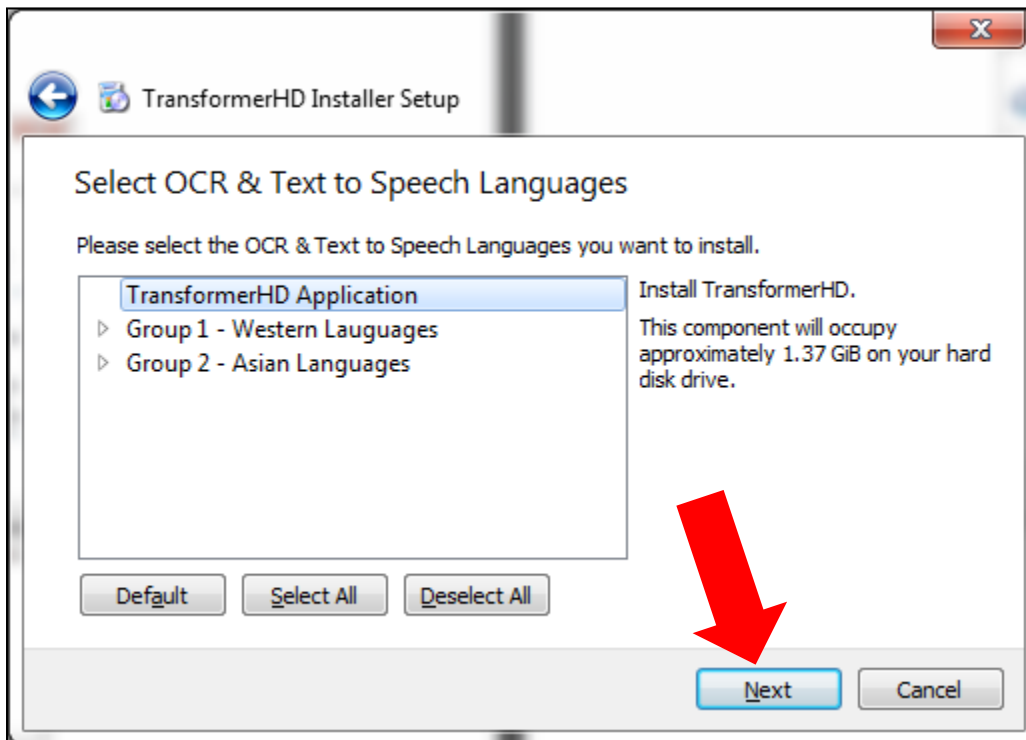 TransformerHD Installer Setup
Select OCR & Text to Speech Languages
Please select the OCR & Text to Speech Languages you want to install.
TransformerHD Application
Group 1 - Western Lauguages
Group 2 - Asian Languages
Install TransformerHD.
This component will occupy
approximately 1.37 GiB on your hard
disk drive.
Default
Select All
Deselect All
Next
Cancel